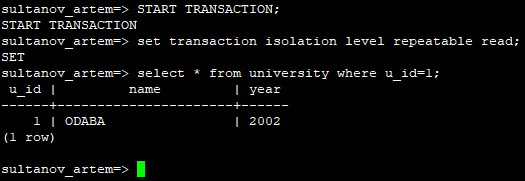 sultanov_artem=> START TRANSACTION;
START TRANSACTION
sultanov_artem=> set transaction isolation level repeatable read;
SET
sultanov_artem=> select * from university where u_id=1;
 u_id |          name          | year
------+------------------------+------
    1 | ODABA                  | 2002
(1 row)

sultanov_artem=>